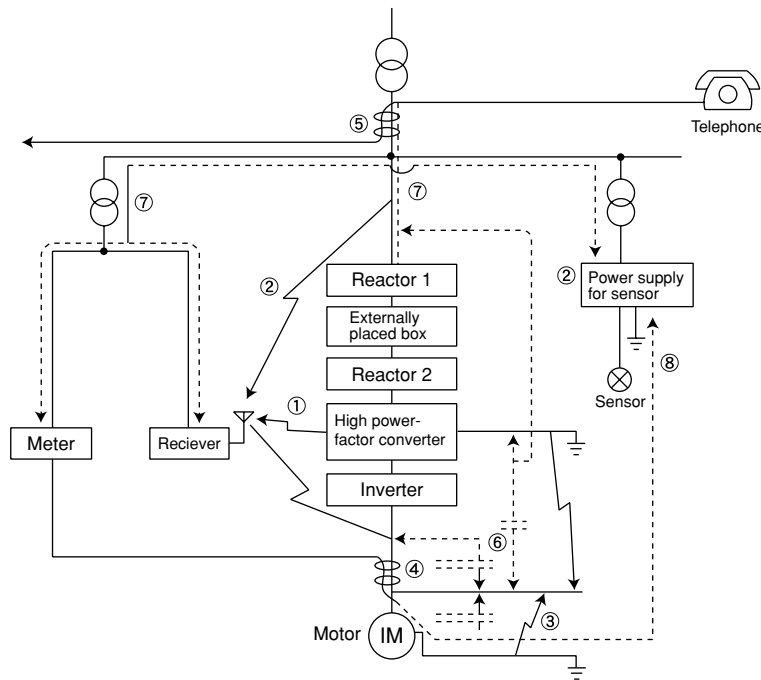 ⑤
Telephone
⑦
⑦
②
Reactor 1
② Power supply
for sensor
Externally
placed box
⑧
Reactor 2
Sensor
①
High power-
factor converter
Meter
Reciever
Inverter
⑥
④
③
Motor IM